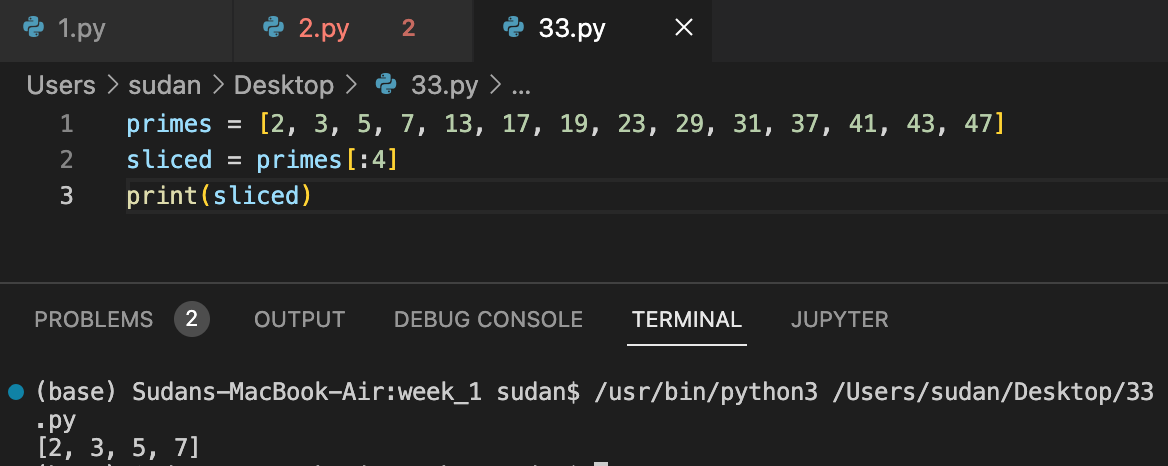 1.py 2.py 2 33.py
Users > sudan > Desktop > 33.py > ...
1 primes = [2, 3, 5, 7, 13, 17, 19, 23, 29, 31, 37, 41, 43, 47]
2 sliced = primes[:4]
3 print(sliced)
PROBLEMS 2 OUTPUT DEBUG CONSOLE TERMINAL JUPYTER
(base) Sudans-MacBook-Air:week_1 sudan$ /usr/bin/python3 /Users/sudan/Desktop/33
.py
[2, 3, 5, 7]